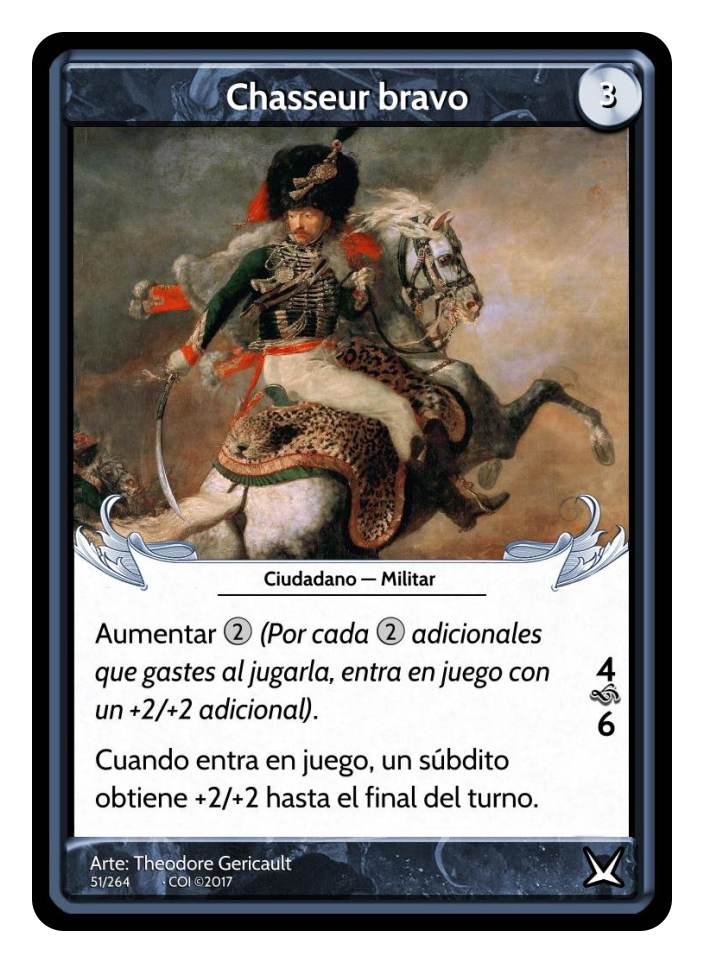 Chasseur bravo
3
Ciudadano — Militar
Aumentar 2 (Por cada 2 adicionales
que gastes al jugarla, entra en juego con
un +2/+2 adicional).
4
6
Cuando entra en juego, un súbdito
obtiene +2/+2 hasta el final del turno.
Arte: Theodore Gericault
51/264 · COI ©2017